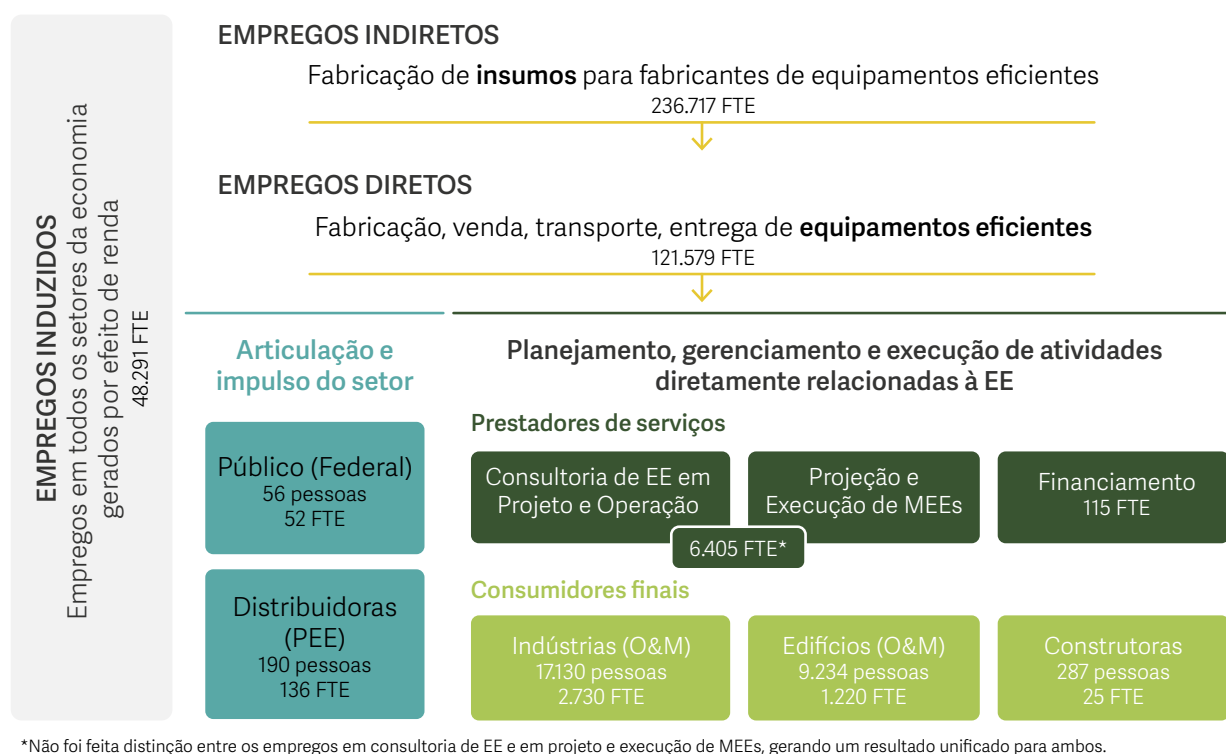 EMPREGOS INDUZIDOS
Empregos em todos os setores da economia
gerados por efeito de renda
48.291 FTE
EMPREGOS INDIRETOS
Fabricação de insumos para fabricantes de equipamentos eficientes
236.717 FTE
EMPREGOS DIRETOS
Fabricação, venda, transporte, entrega de equipamentos eficientes
121.579 FTE
Articulação e
impulso do setor
Público (Federal)
56 pessoas
52 FTE
Distribuidoras
(PEE)
190 pessoas
136 FTE
Planejamento, gerenciamento e execução de atividades
diretamente relacionadas à EE
Prestadores de serviços
Consultoria de EE em
Projeto e Operação
Projeção e
Execução de MEEs
6.405 FTE*
Financiamento
115 FTE
Consumidores finais
Indústrias (O&M)
17.130 pessoas
2.730 FTE
Edifícios (O&M)
9.234 pessoas
1.220 FTE
Construtoras
287 pessoas
25 FTE
*Não foi feita distinção entre os empregos em consultoria de EE e em projeto e execução de MEEs, gerando um resultado unificado para ambos.